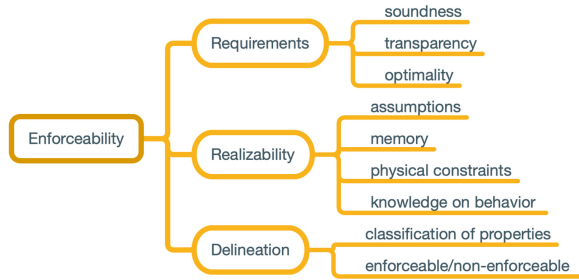 Enforceability
Requirements
soundness
transparency
optimality
Realizability
assumptions
memory
physical constraints
knowledge on behavior
Delineation
classification of properties
enforceable/non-enforceable